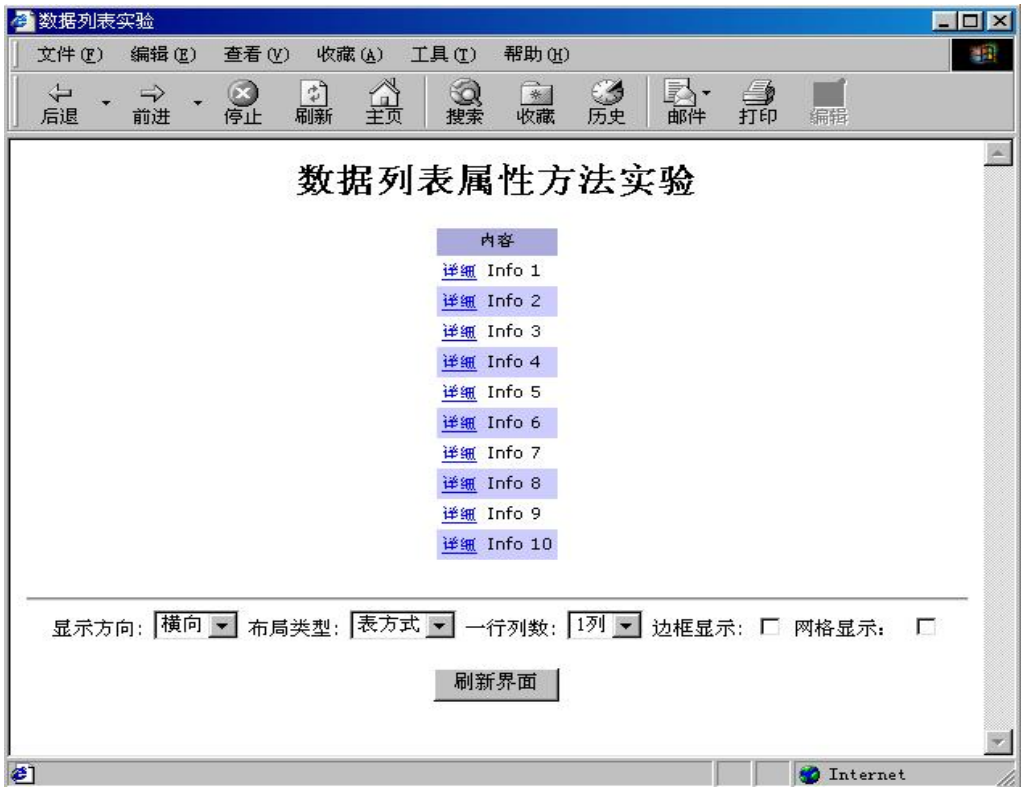 数据列表实验
文件(F) 编辑(E) 查看(V) 收藏(A) 工具(T) 帮助(H)
后退 前进 停止 刷新 主页 搜索 收藏 历史 邮件 打印 编辑
数据列表属性方法实验
内容
详细 Info 1
详细 Info 2
详细 Info 3
详细 Info 4
详细 Info 5
详细 Info 6
详细 Info 7
详细 Info 8
详细 Info 9
详细 Info 10
显示方向: 横向 布局类型: 表方式 一行列数: 1列 边框显示: 网格显示:
刷新界面
Internet